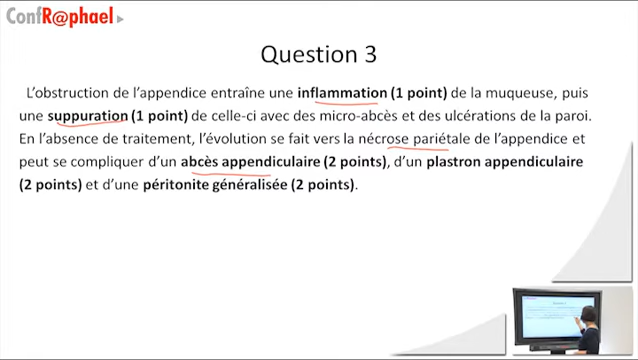 ConfR@phael
Question 3
L’obstruction de l’appendice entraîne une inflammation (1 point) de la muqueuse, puis
une suppuration (1 point) de celle-ci avec des micro-abcès et des ulcérations de la paroi.
En l’absence de traitement, l’évolution se fait vers la nécrose pariétale de l’appendice et
peut se compliquer d’un abcès appendiculaire (2 points), d’un plastron appendiculaire
(2 points) et d’une péritonite généralisée (2 points).